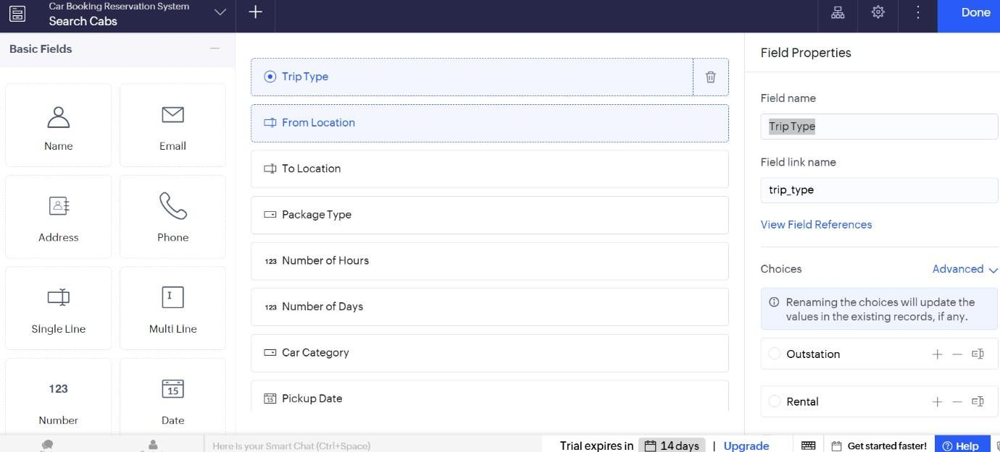 Car Booking Reservation System
Search Cabs
Done
Basic Fields
Name
Email
Address
Phone
Single Line
Multi Line
123
Number
15
Date
Trip Type
From Location
To Location
Package Type
123 Number of Hours
123 Number of Days
Car Category
15 Pickup Date
Field Properties
Field name
Trip Type
Field link name
trip_type
View Field References
Choices
Advanced
Renaming the choices will update the
values in the existing records, if any.
Outstation
Rental
Here is your Smart Chat (Ctrl+Space)
Trial expires in 14 days | Upgrade
Get started faster!
Help